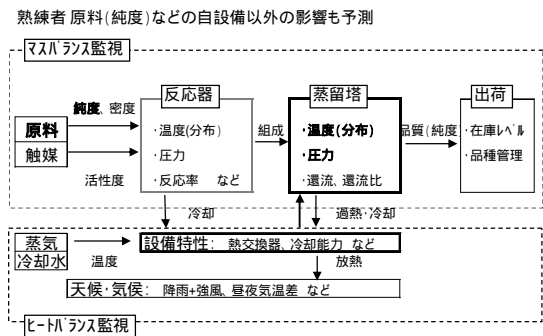 熟練者 原料(純度)などの自設備以外の影響も予測
マスバランス監視
反応器
蒸留塔
出荷
純度、密度
原料
触媒
活性度
・温度(分布)
・圧力
・反応率 など
組成
・温度(分布)
・圧力
・還流、還流比
品質(純度
・在庫レベル
・品種管理
冷却
過熱・冷却
蒸気
冷却水
温度
設備特性: 熱交換器、冷却能力 など
放熱
天候・気侯: 降雨+強風、昼夜気温差 など
ヒートバランス監視